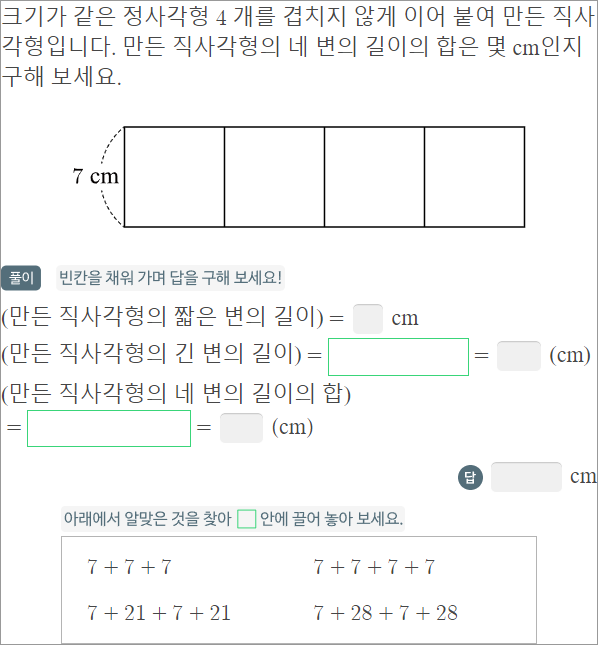 크기가 같은 정사각형 4 개를 겹치지 않게 이어 붙여 만든 직사
각형입니다. 만든 직사각형의 네 변의 길이의 합은 몇 cm인지
구해 보세요.
7 cm
풀이 빈칸을 채워 가며 답을 구해 보세요!
(만든 직사각형의 짧은 변의 길이) = cm
(만든 직사각형의 긴 변의 길이) = = (cm)
(만든 직사각형의 네 변의 길이의 합)
= = (cm)
답 cm
아래에서 알맞은 것을 찾아 안에 끌어 놓아 보세요.
7 + 7 + 7 7 + 7 + 7 + 7
7 + 21 + 7 + 21 7 + 28 + 7 + 28